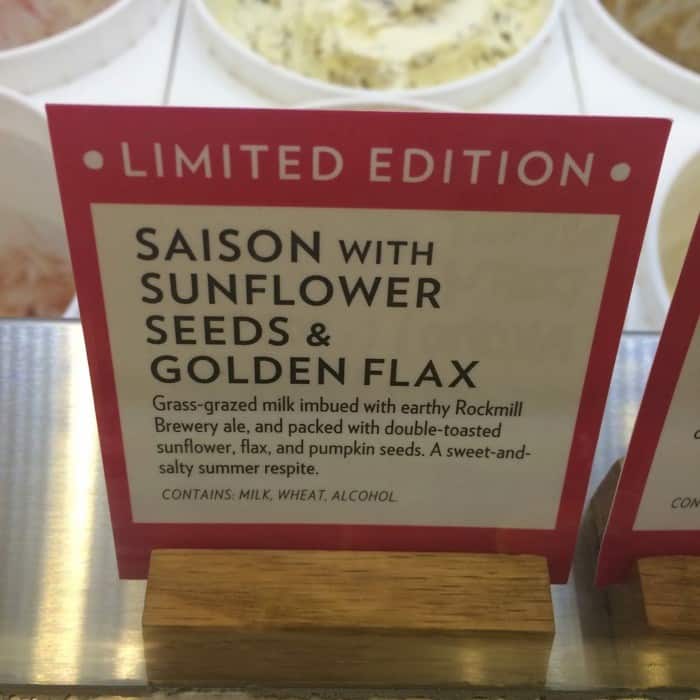 • LIMITED EDITION •
SAISON WITH
SUNFLOWER
SEEDS &
GOLDEN FLAX
Grass-grazed milk imbued with earthy Rockmill
Brewery ale, and packed with double-toasted
sunflower, flax, and pumpkin seeds. A sweet-and-
salty summer respite.
CONTAINS: MILK, WHEAT, ALCOHOL.
CON